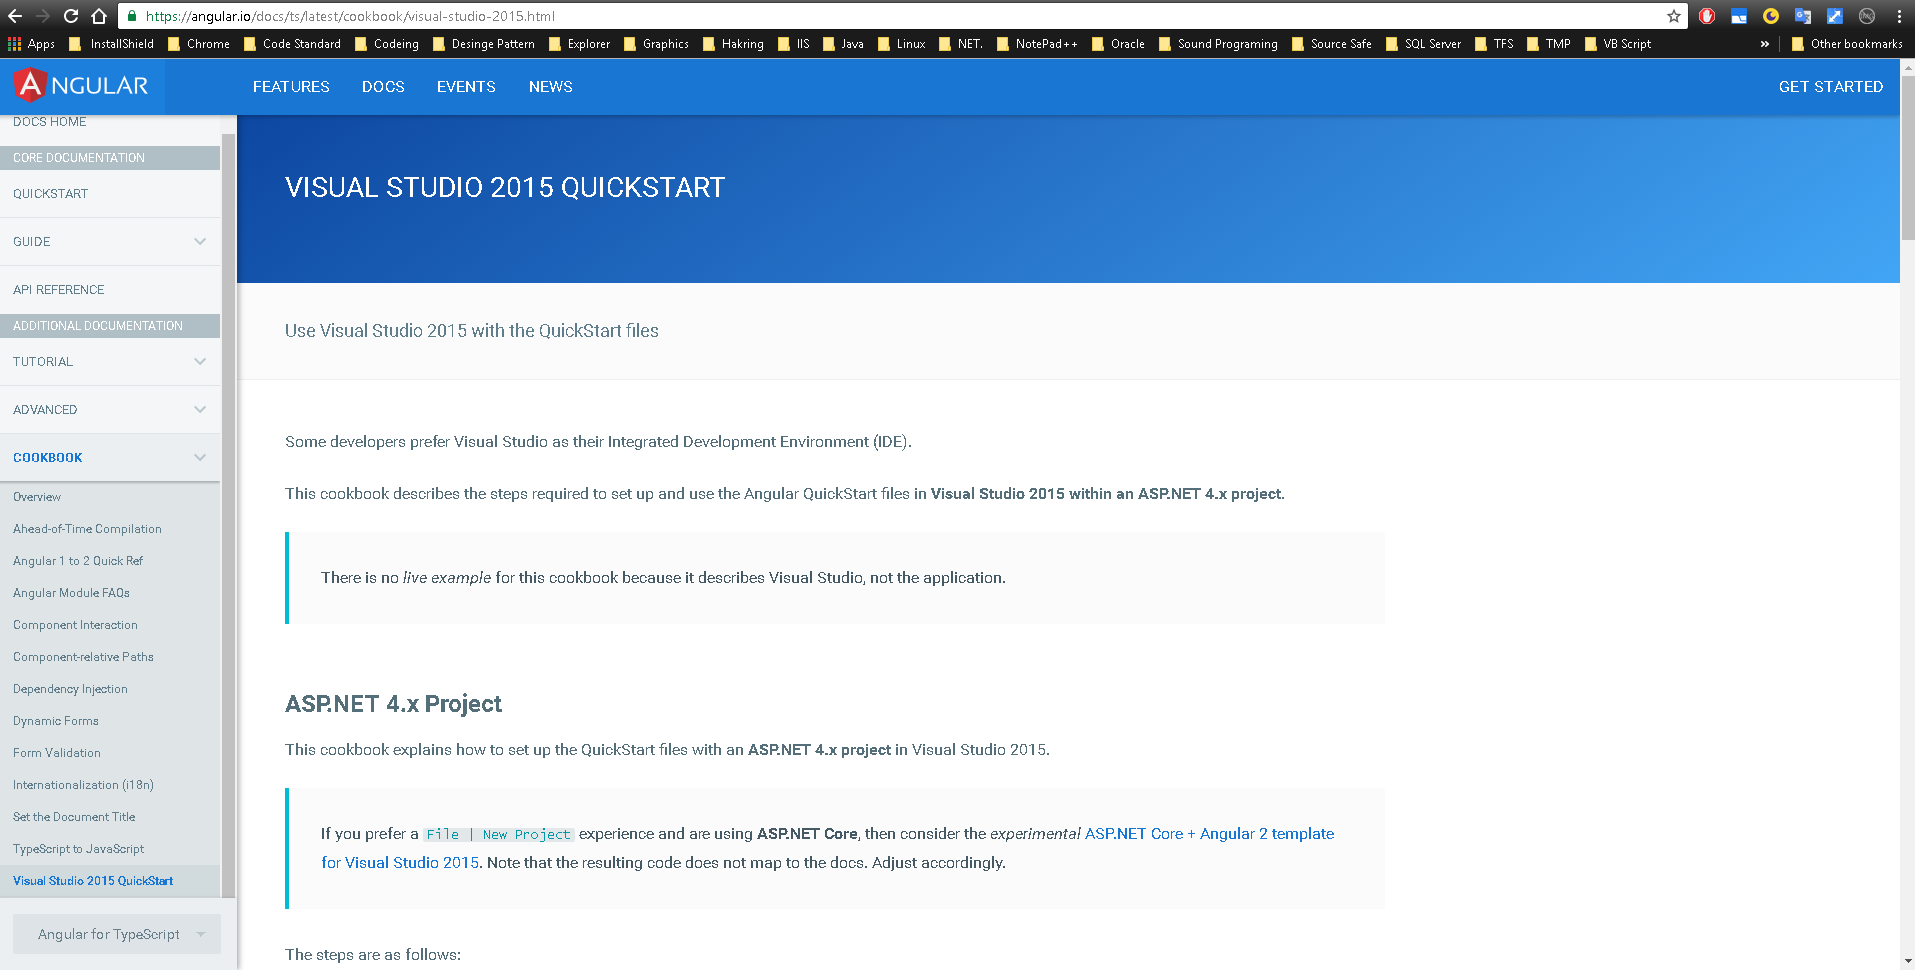 https://angular.io/docs/ts/latest/cookbook/visual-studio-2015.html
Apps InstallShield Chrome Code Standard Codeing Desinge Pattern Explorer Graphics Hakring IIS Java Linux NET. NotePad++ Oracle Sound Programing Source Safe SQL Server TFS TMP VB Script » Other bookmarks
ANGULAR FEATURES DOCS EVENTS NEWS GET STARTED
DOCS HOME
CORE DOCUMENTATION
QUICKSTART
GUIDE
API REFERENCE
ADDITIONAL DOCUMENTATION
TUTORIAL
ADVANCED
COOKBOOK
Overview
Ahead-of-Time Compilation
Angular 1 to 2 Quick Ref
Angular Module FAQs
Component Interaction
Component-relative Paths
Dependency Injection
Dynamic Forms
Form Validation
Internationalization (i18n)
Set the Document Title
TypeScript to JavaScript
Visual Studio 2015 QuickStart
Angular for TypeScript
VISUAL STUDIO 2015 QUICKSTART
Use Visual Studio 2015 with the QuickStart files
Some developers prefer Visual Studio as their Integrated Development Environment (IDE).
This cookbook describes the steps required to set up and use the Angular QuickStart files in Visual Studio 2015 within an ASP.NET 4.x project.
There is no live example for this cookbook because it describes Visual Studio, not the application.
ASP.NET 4.x Project
This cookbook explains how to set up the QuickStart files with an ASP.NET 4.x project in Visual Studio 2015.
If you prefer a File | New Project experience and are using ASP.NET Core, then consider the experimental ASP.NET Core + Angular 2 template
for Visual Studio 2015. Note that the resulting code does not map to the docs. Adjust accordingly.
The steps are as follows: